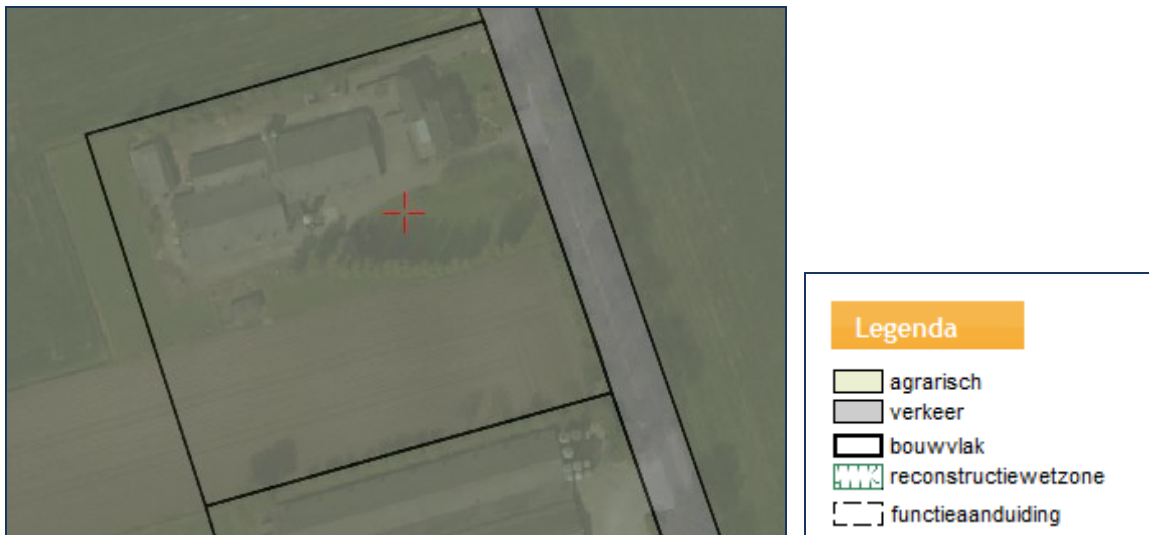 Legenda
agrarisch
verkeer
bouwvlak
reconstructiewetzone
functieaanduiding